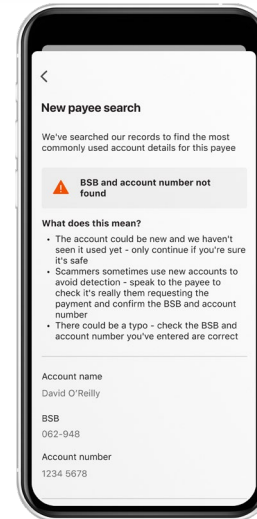 New payee search
We've searched our records to find the most
commonly used account details for this payee
BSB and account number not
found
What does this mean?
• The account could be new and we haven't
seen it used yet - only continue if you're sure
it's safe
• Scammers sometimes use new accounts to
avoid detection - speak to the payee to
check it's really them requesting the
payment and confirm the BSB and account
number
• There could be a typo - check the BSB and
account number you've entered are correct
Account name
David O'Reilly
BSB
062-948
Account number
1234 5678